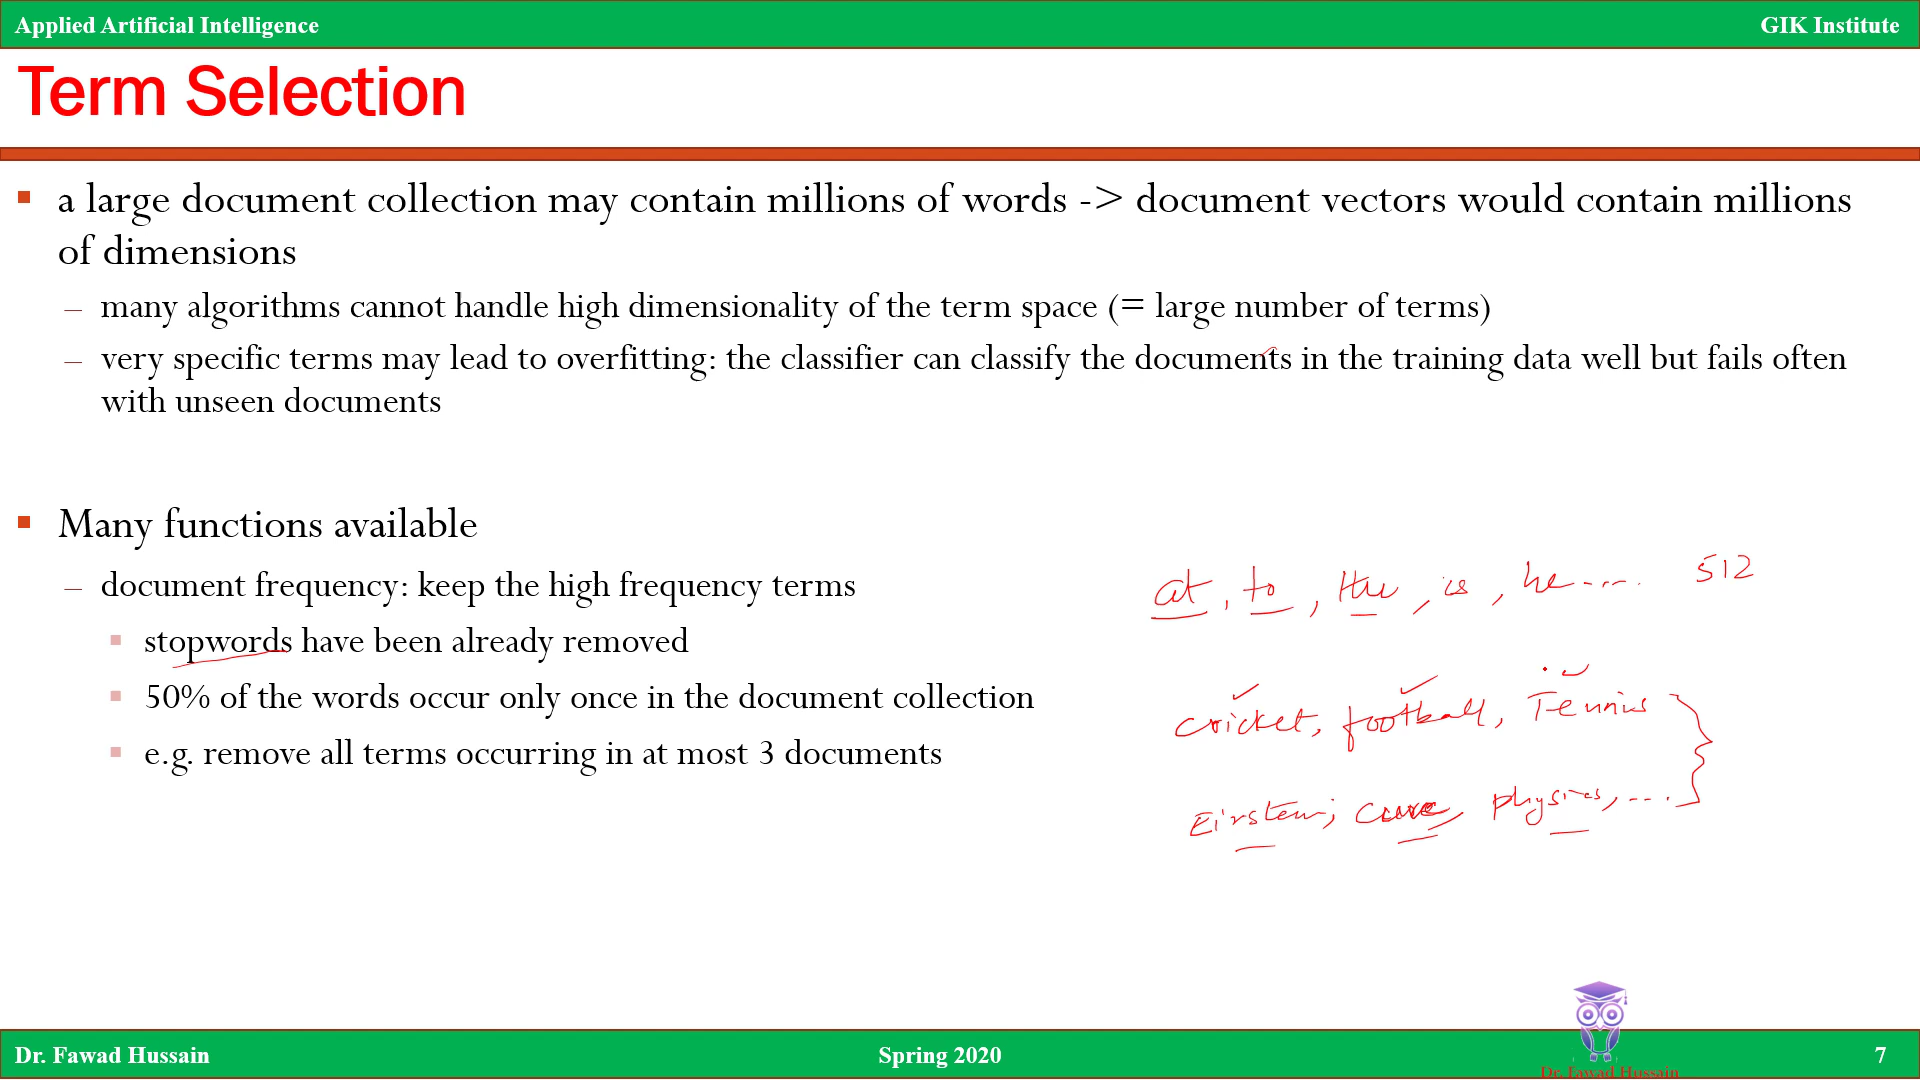 Applied Artificial Intelligence
GIK Institute
Term Selection
a large document collection may contain millions of words -> document vectors would contain millions
of dimensions
– many algorithms cannot handle high dimensionality of the term space (= large number of terms)
– very specific terms may lead to overfitting: the classifier can classify the documents in the training data well but fails often
with unseen documents
Many functions available
– document frequency: keep the high frequency terms
stopwords have been already removed
50% of the words occur only once in the document collection
e.g. remove all terms occurring in at most 3 documents
at, to, the, is, he.... 512
cricket, football, Tennis
physics, ...
Dr. Fawad Hussain
Spring 2020
7
Dr. Fawad Hussain